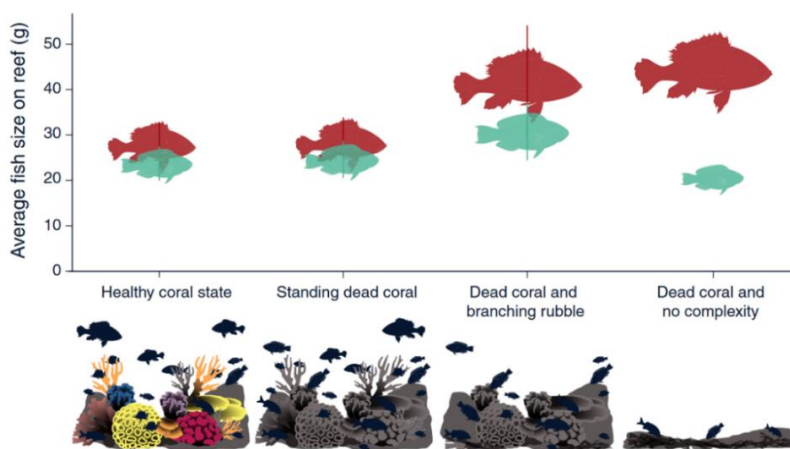 Average fish size on reef (g)
50
40
30
20
10
0
Healthy coral state
Standing dead coral
Dead coral and
branching rubble
Dead coral and
no complexity